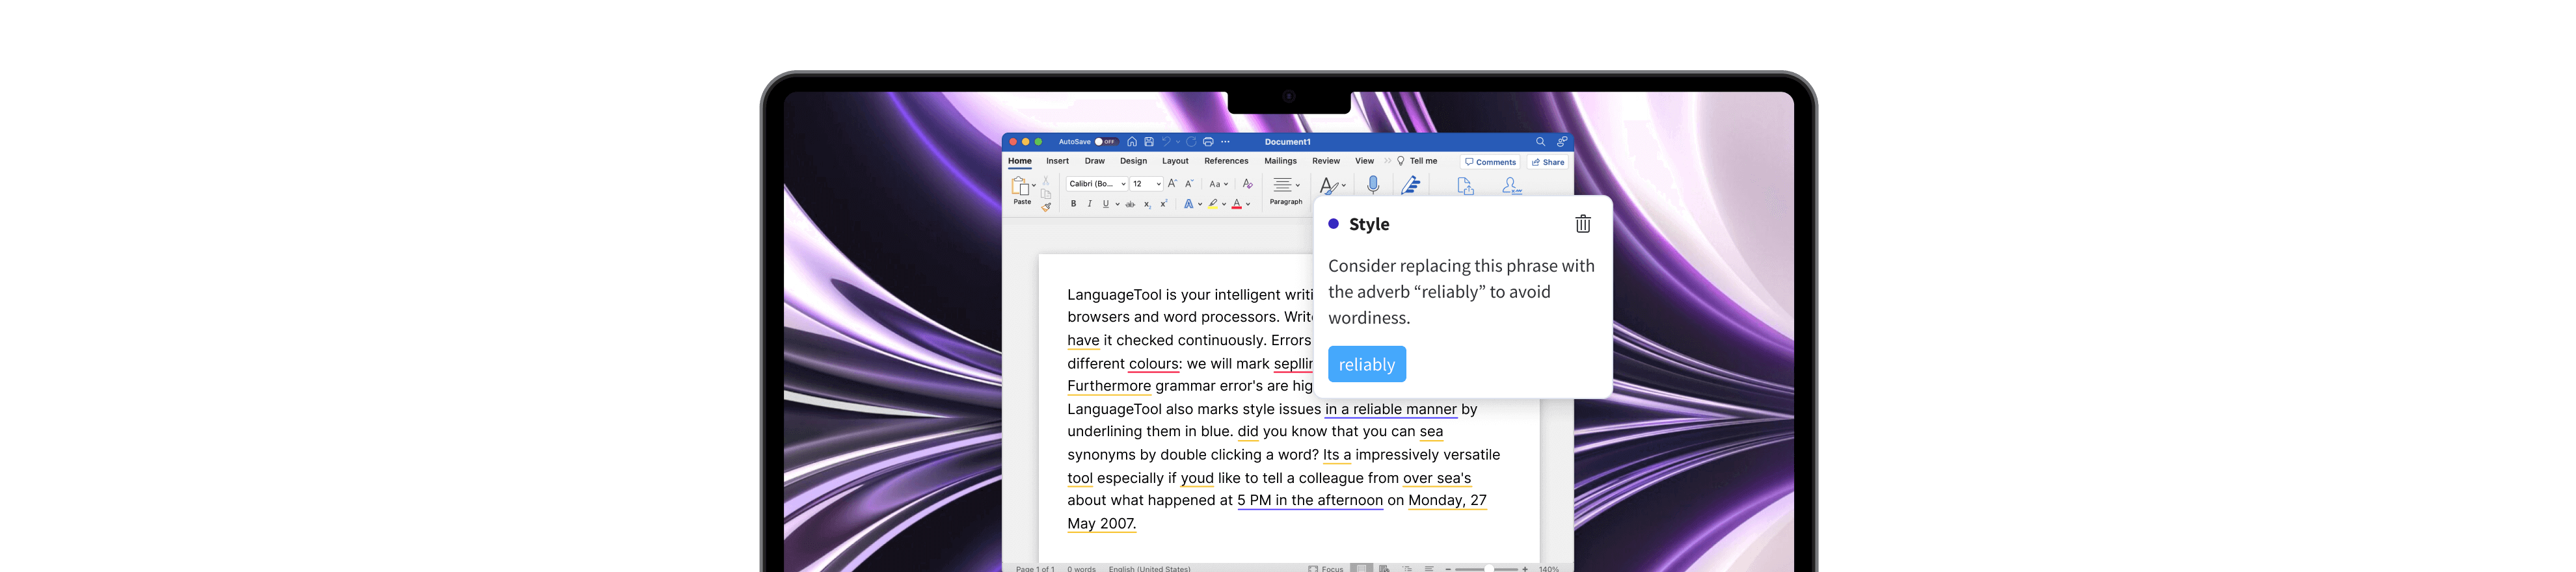 AutoSave OFF Document1
Home Insert Draw Design Layout References Mailings Review View Tell me Comments Share
Calibri (Bo... 12 Aa
Paste B I U ab x₂ x² A A Paragraph
Style
Consider replacing this phrase with
the adverb “reliably” to avoid
wordiness.
reliably
LanguageTool is your intelligent
browsers and word processors.
have it checked continuously. Errors
different colours: we will mark
Furthermore grammar error's are
LanguageTool also marks style issues in a reliable manner by
underlining them in blue. did you know that you can sea
synonyms by double clicking a word? Its a impressively versatile
tool especially if youd like to tell a colleague from over sea's
about what happened at 5 PM in the afternoon on Monday, 27
May 2007.
Page 1 of 1 0 words English (United States) Focus 140%